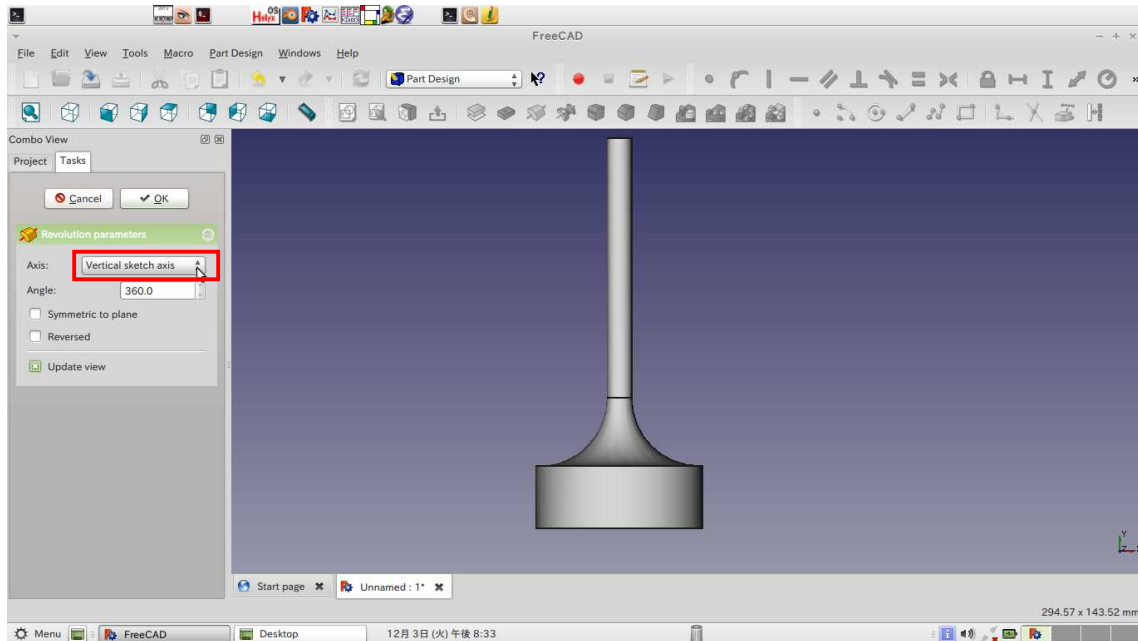 FreeCAD
File Edit View Tools Macro Part Design Windows Help
Part Design
Combo View
Project Tasks
Cancel OK
Revolution parameters
Axis: Vertical sketch axis
Angle: 360.0
Symmetric to plane
Reversed
Update view
Y
Z
Start page Unnamed : 1*
294.57 x 143.52 mm
Menu FreeCAD Desktop 12月 3日 (火) 午後 8:33